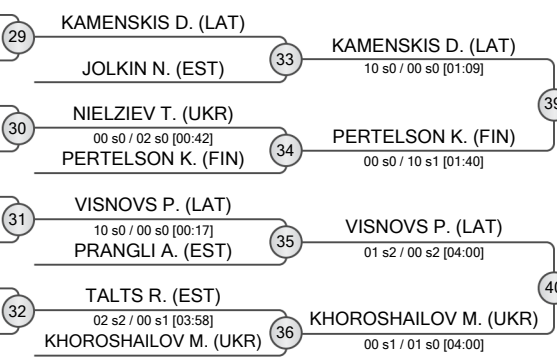 29
KAMENSKIS D. (LAT)
JOLKIN N. (EST)
33
KAMENSKIS D. (LAT)
10 s0 / 00 s0 [01:09]
39
30
NIELZIEV T. (UKR)
00 s0 / 02 s0 [00:42]
PERTELSON K. (FIN)
34
PERTELSON K. (FIN)
00 s0 / 10 s1 [01:40]
31
VISNOVS P. (LAT)
10 s0 / 00 s0 [00:17]
PRANGLI A. (EST)
35
VISNOVS P. (LAT)
01 s2 / 00 s2 [04:00]
40
32
TALTS R. (EST)
02 s2 / 00 s1 [03:58]
KHOROSHAILOV M. (UKR)
36
KHOROSHAILOV M. (UKR)
00 s1 / 01 s0 [04:00]